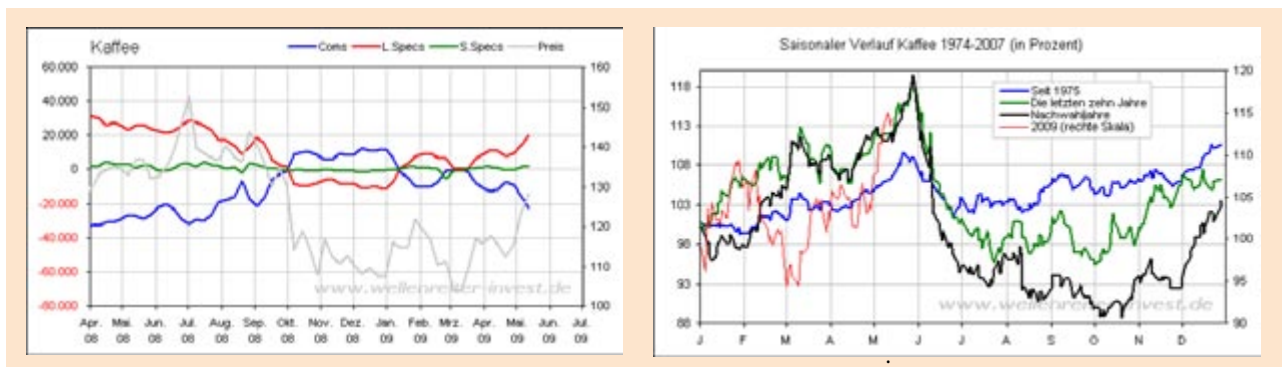 Kaffee
Coms L.Specs S.Specs Preis
60.000
40.000
20.000
0
-20.000
-40.000
-60.000
-80.000
160
150
140
130
120
110
100
www.wellenreiter-invest.de
Apr. Mai. Jun. Jul. Aug. Sep. Okt. Nov. Dez. Jan. Feb. Mrz. Apr. Mai. Jun. Jul.
08 08 08 08 08 08 08 08 08 09 09 09 09 09 09 09
Saisonaler Verlauf Kaffee 1974-2007 (in Prozent)
Seit 1975
Die letzten zehn Jahre
Nachwahljahre
2009 (rechte Skala)
118
113
108
103
98
93
88
120
115
110
105
100
95
90
www.wellenreiter-invest.de
J F M A M J J A S O N D